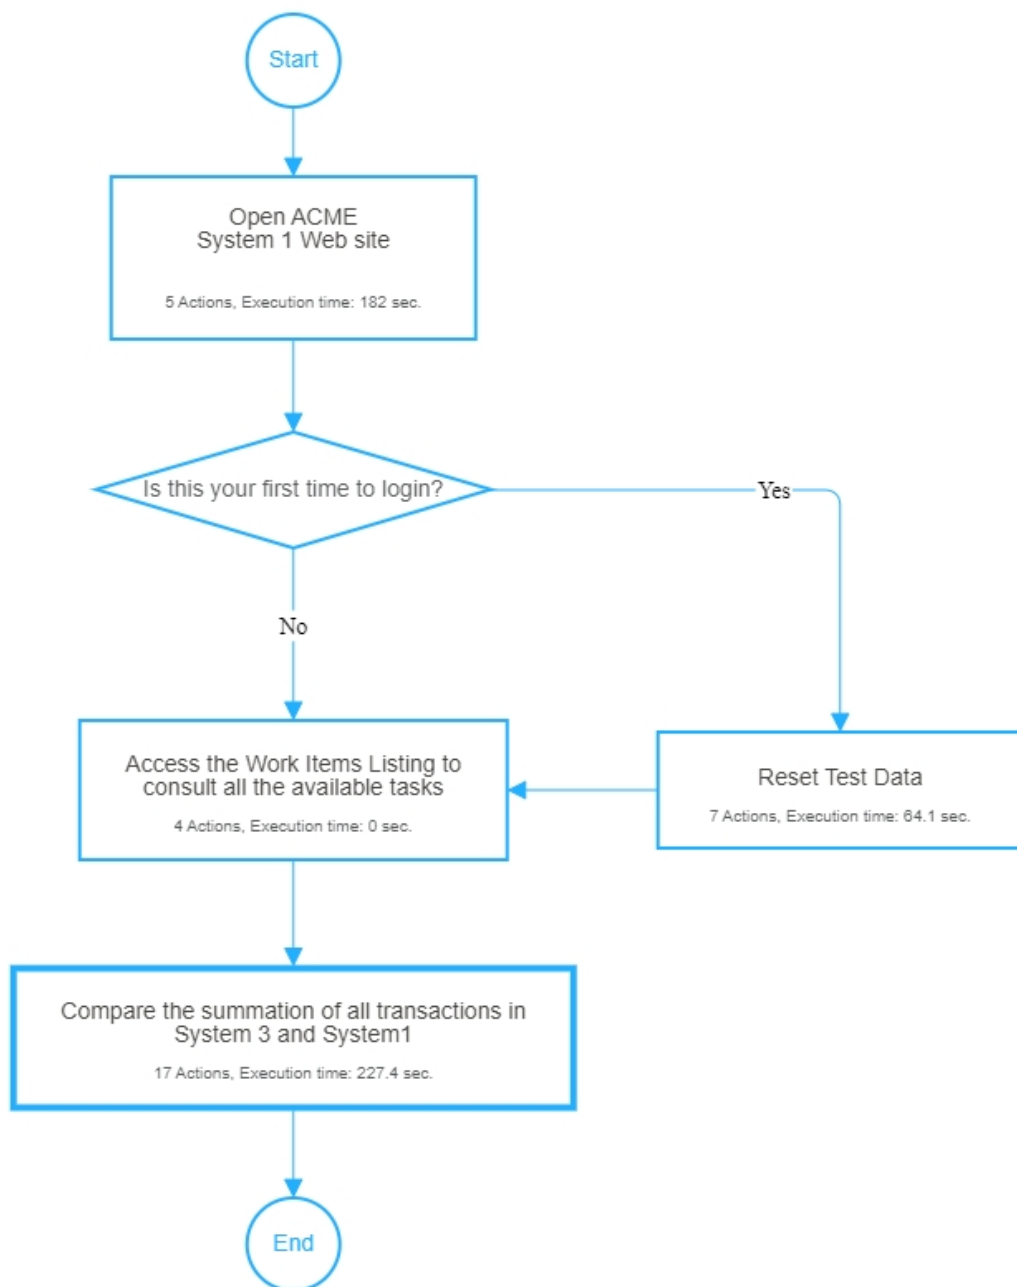 Start
Open ACME
System 1 Web site
5 Actions, Execution time: 182 sec.
Is this your first time to login?
Yes
No
Access the Work Items Listing to
consult all the available tasks
4 Actions, Execution time: 0 sec.
Reset Test Data
7 Actions, Execution time: 64.1 sec.
Compare the summation of all transactions in
System 3 and System1
17 Actions, Execution time: 227.4 sec.
End